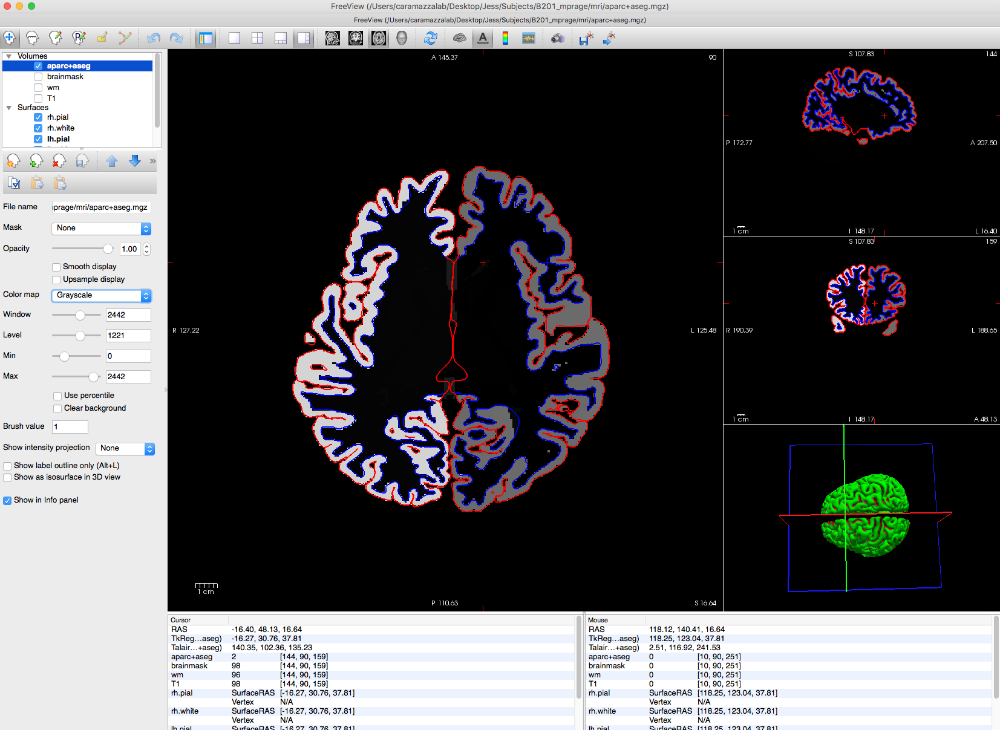 FreeView (/Users/caramazzalab/Desktop/Jess/Subjects/B201_mprage/mri/aparc+aseg.mgz)
FreeView (/Users/caramazzalab/Desktop/Jess/Subjects/B201_mprage/mri/aparc+aseg.mgz)
Volumes
aparc+aseg
brainmask
wm
T1
Surfaces
rh.pial
rh.white
lh.pial
File name ıprage/mri/aparc+aseg.mgz
Mask None
Opacity 1.00
Smooth display
Upsample display
Color map Grayscale
Window 2442
Level 1221
Min 0
Max 2442
Use percentile
Clear background
Brush value 1
Show intensity projection None
Show label outline only (Alt+L)
Show as isosurface in 3D view
Show in Info panel
A 145.37 90
R 127.22 L 125.48
1 cm
P 110.63 S 16.64
S 107.83 144
P 172.77 A 207.50
1 cm I 148.17 L 16.40
S 107.83 159
R 190.39 L 188.65
1 cm I 148.17 A 48.13
Cursor
RAS -16.40, 48.13, 16.64
TkReg…aseg) -16.27, 30.76, 37.81
Talair…+aseg) 140.35, 102.36, 135.23
aparc+aseg 2 [144, 90, 159]
brainmask 98 [144, 90, 159]
wm 96 [144, 90, 159]
T1 98 [144, 90, 159]
rh.pial SurfaceRAS [-16.27, 30.76, 37.81]
Vertex N/A
rh.white SurfaceRAS [-16.27, 30.76, 37.81]
Vertex N/A
lh.pial SurfaceRAS [-16.27, 30.76, 37.81]
Mouse
RAS 118.12, 140.41, 16.64
TkReg…aseg) 118.25, 123.04, 37.81
Talair…+aseg) 2.51, 116.92, 241.53
aparc+aseg 0 [10, 90, 251]
brainmask 0 [10, 90, 251]
wm 0 [10, 90, 251]
T1 0 [10, 90, 251]
rh.pial SurfaceRAS [118.25, 123.04, 37.81]
Vertex N/A
rh.white SurfaceRAS [118.25, 123.04, 37.81]
Vertex N/A
lh.pial SurfaceRAS [118.25, 123.04, 37.81]